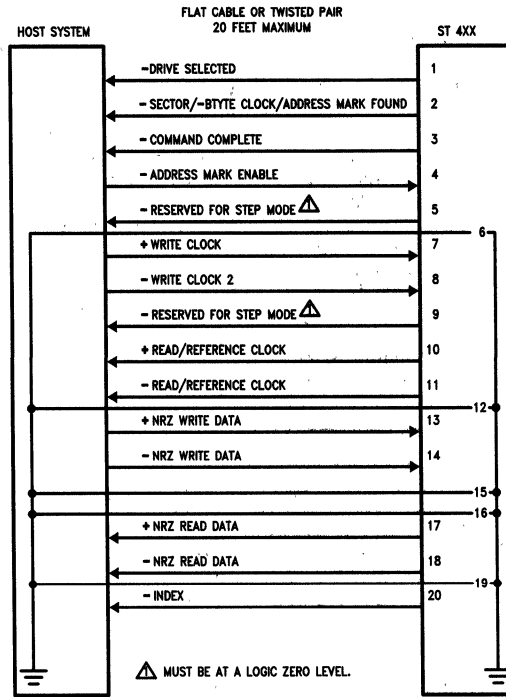 FLAT CABLE OR TWISTED PAIR
20 FEET MAXIMUM
HOST SYSTEM
ST 4XX
-DRIVE SELECTED 1
- SECTOR/-BTYTE CLOCK/ADDRESS MARK FOUND 2
- COMMAND COMPLETE 3
- ADDRESS MARK ENABLE 4
- RESERVED FOR STEP MODE 5
6
+ WRITE CLOCK 7
- WRITE CLOCK 2 8
- RESERVED FOR STEP MODE 9
+ READ/REFERENCE CLOCK 10
- READ/REFERENCE CLOCK 11
12
+ NRZ WRITE DATA 13
- NRZ WRITE DATA 14
15
16
+ NRZ READ DATA 17
- NRZ READ DATA 18
19
- INDEX 20
MUST BE AT A LOGIC ZERO LEVEL.